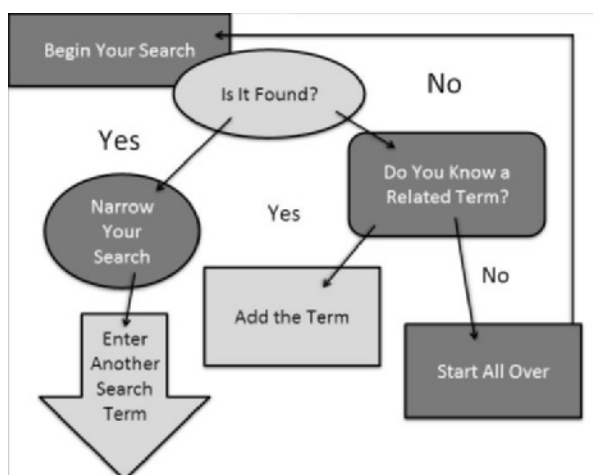 Begin Your Search
Is It Found?
No
Yes
Do You Know a
Related Term?
Narrow
Your
Search
Yes
No
Add the Term
Enter
Another
Search
Term
Start All Over